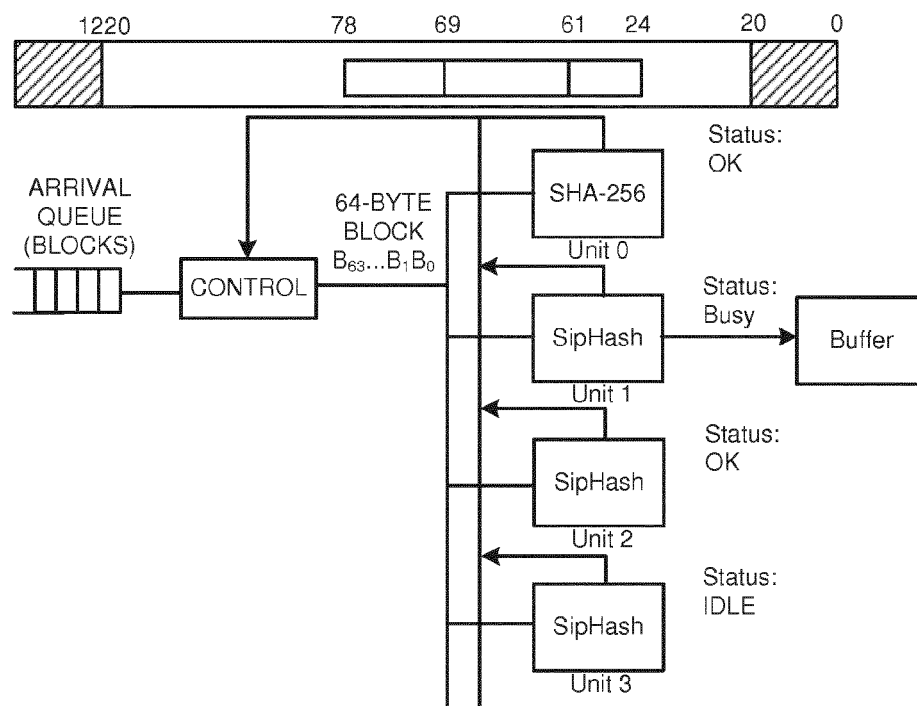 1220 78 69 61 24 20 0
Status:
OK
SHA-256
Unit 0
ARRIVAL
QUEUE
(BLOCKS)
64-BYTE
BLOCK
B₆₃...B₁B₀
CONTROL
Status:
Busy
SipHash
Unit 1
Buffer
Status:
OK
SipHash
Unit 2
Status:
IDLE
SipHash
Unit 3